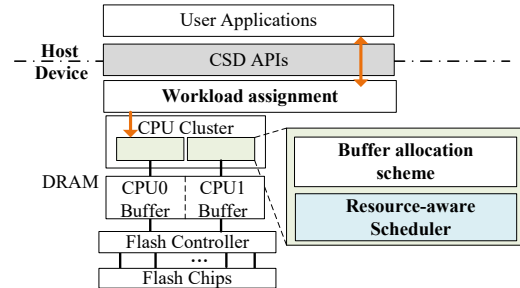 User Applications
Host
CSD APIs
Device
Workload assignment
CPU Cluster
Buffer allocation
scheme
DRAM
CPU0
CPU1
Buffer
Buffer
Resource-aware
Scheduler
Flash Controller
...
Flash Chips